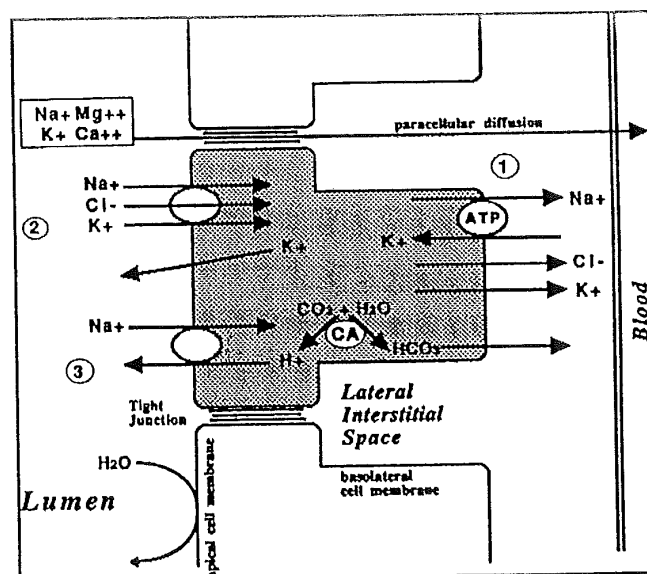 Na+ Mg++
K+ Ca++
paracellular diffusion
1
Na+
Cl-
K+
2
K+
ATP
Na+
K+
Cl-
K+
Na+
CO2 + H2O
CA
H+
HCO3
3
Blood
Tight
Junction
Lateral
Interstitial
Space
H2O
Lumen
apical cell membrane
basolateral
cell membrane